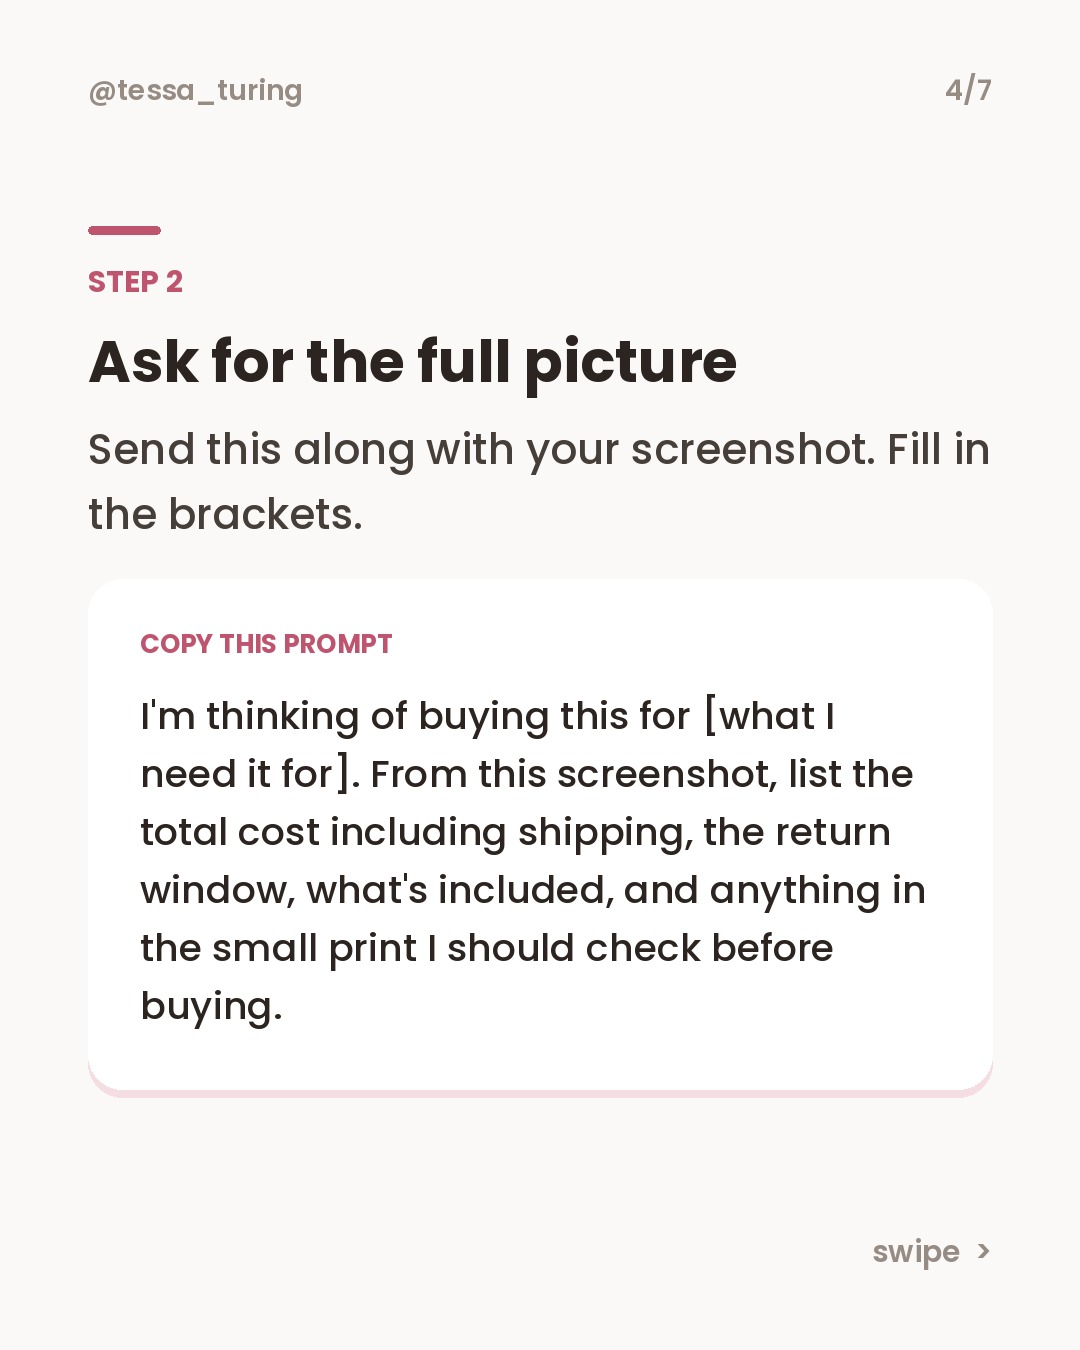 @tessa_turing
4/7
STEP 2
Ask for the full picture
Send this along with your screenshot. Fill in
the brackets.
COPY THIS PROMPT
I'm thinking of buying this for [what I
need it for]. From this screenshot, list the
total cost including shipping, the return
window, what's included, and anything in
the small print I should check before
buying.
swipe >